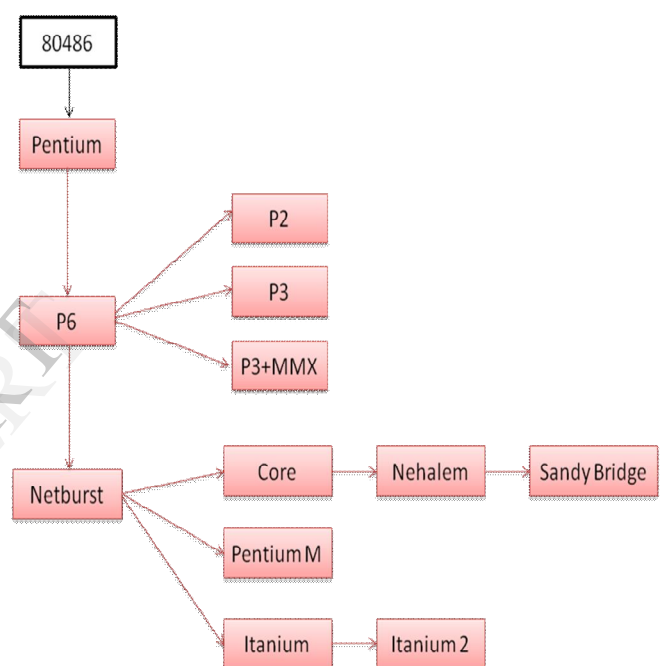 80486
Pentium
P2
P3
P6
P3+MMX
Core
Nehalem
Sandy Bridge
Netburst
Pentium M
Itanium
Itanium 2